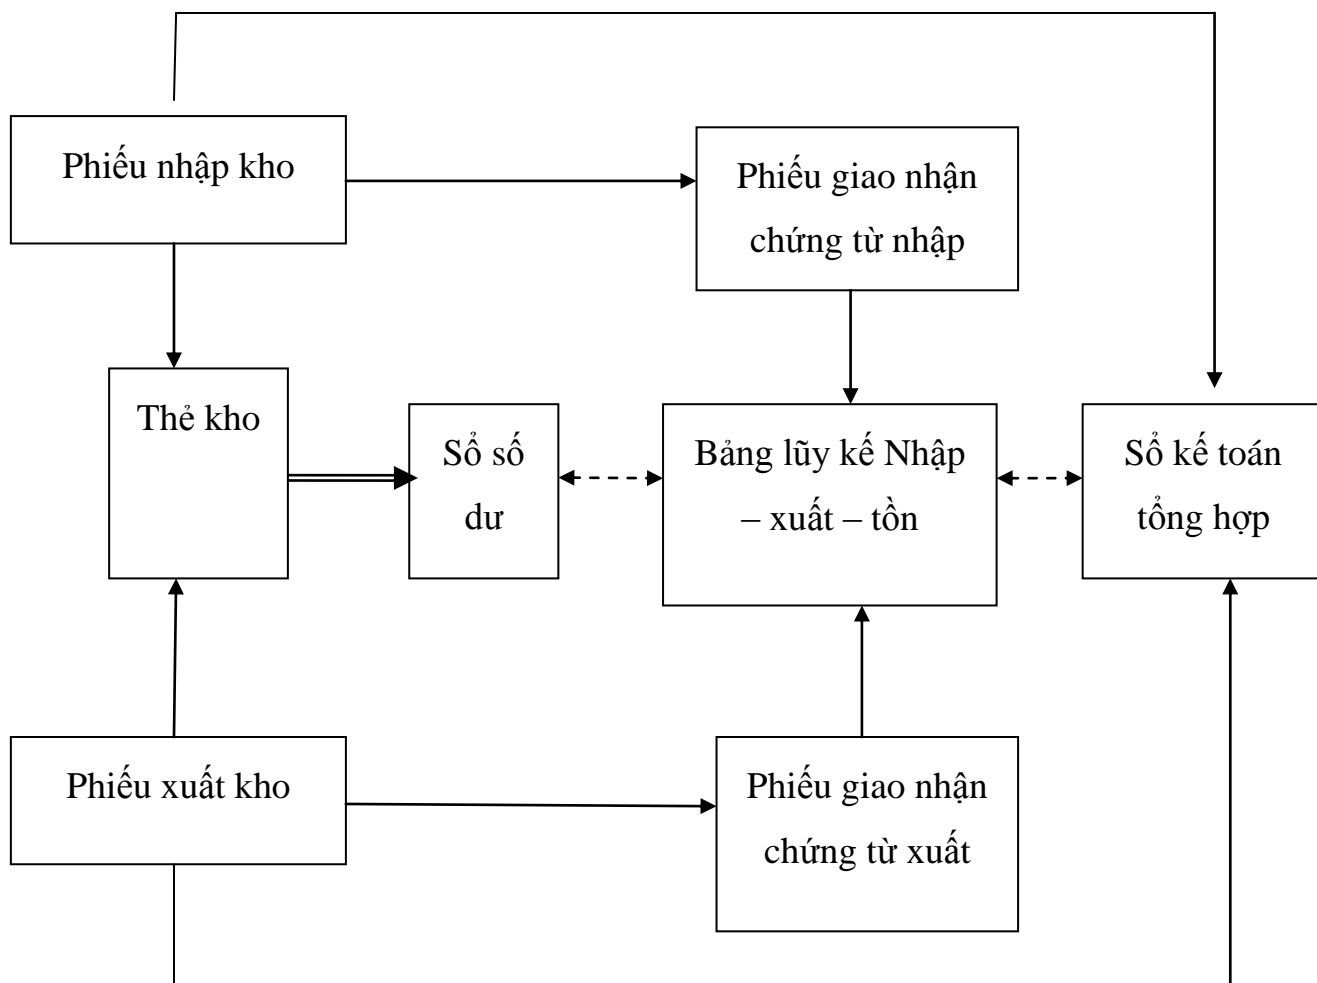 Phiếu nhập kho
Phiếu giao nhận
chứng từ nhập
Thẻ kho
Sổ số
dư
Bảng lũy kế Nhập
– xuất – tồn
Sổ kế toán
tổng hợp
Phiếu xuất kho
Phiếu giao nhận
chứng từ xuất